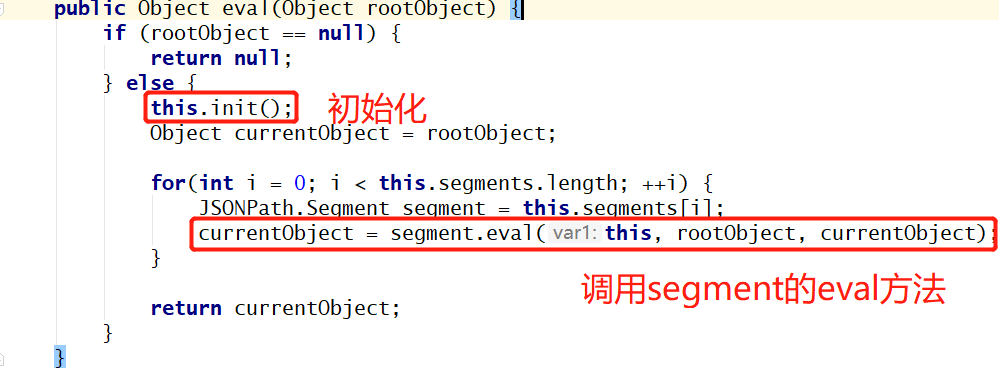 public Object eval(Object rootObject) {
if (rootObject == null) {
return null;
} else {
this.init(); 初始化
Object currentObject = rootObject;
for(int i = 0; i < this.segments.length; ++i) {
JSONPath.Segment segment = this.segments[i];
currentObject = segment.eval( var1: this, rootObject, currentObject);
}
调用segment的eval方法
return currentObject;
}
}